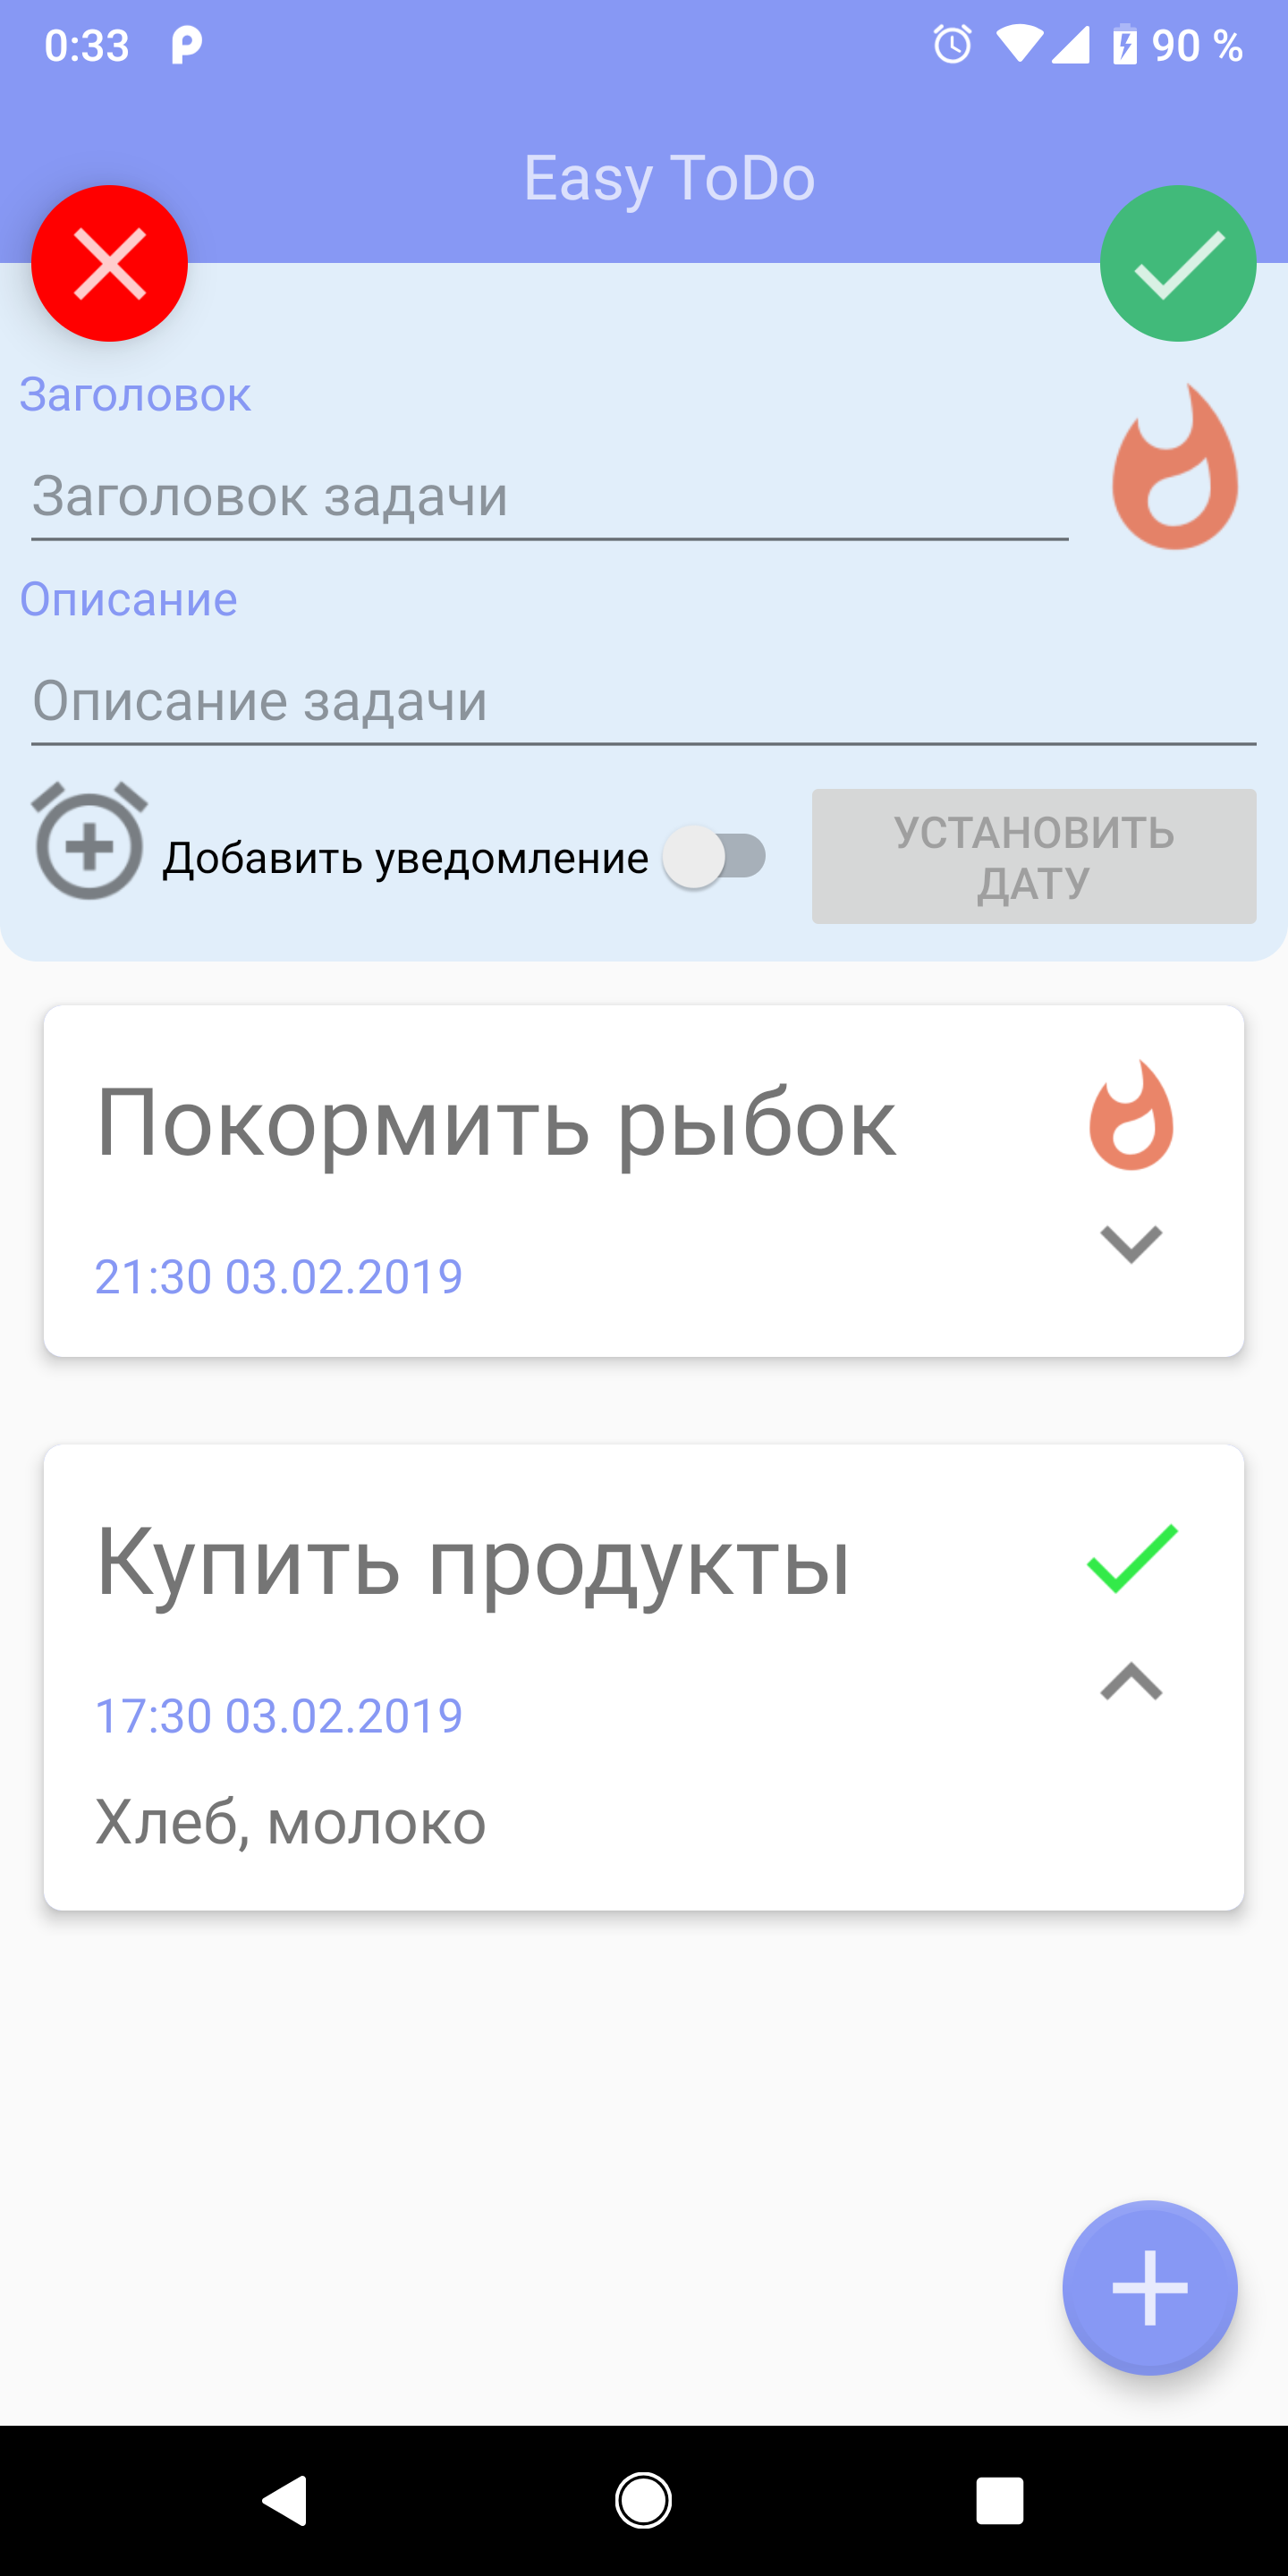 0:33
90 %
Easy ToDo
Заголовок
Заголовок задачи
Описание
Описание задачи
Добавить уведомление
УСТАНОВИТЬ
ДАТУ
Покормить рыбок
21:30 03.02.2019
Купить продукты
17:30 03.02.2019
Хлеб, молоко